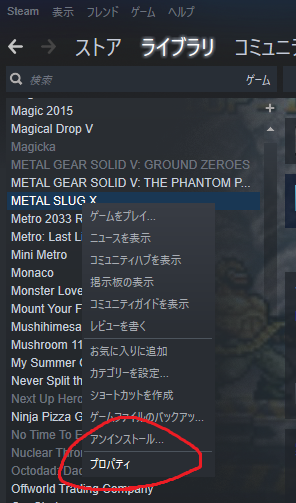 Steam 表示 フレンド ゲーム ヘルプ
ストア ライブラリ コミュニテ
検索 ゲーム
Magic 2015
Magical Drop V
Magicka
METAL GEAR SOLID V: GROUND ZEROES
METAL GEAR SOLID V: THE PHANTOM P...
METAL SLUG X
Metro 2033 R
Metro: Last Li
Mini Metro
Monaco
Monster Love
Mount Your F
Mushihimesa
Mushroom 11
My Summer C
Never Split th
Next Up Hero
Ninja Pizza G
No Time To E
Nuclear Thron
Octodad: Dad
Offworld Trading Company
ゲームをプレイ...
ニュースを表示
コミュニティハブを表示
掲示板の表示
コミュニティガイドを表示
レビューを書く
お気に入りに追加
カテゴリーを設定...
ショートカットを作成
ゲームファイルのバックアッ...
アンインストール...
プロパティ